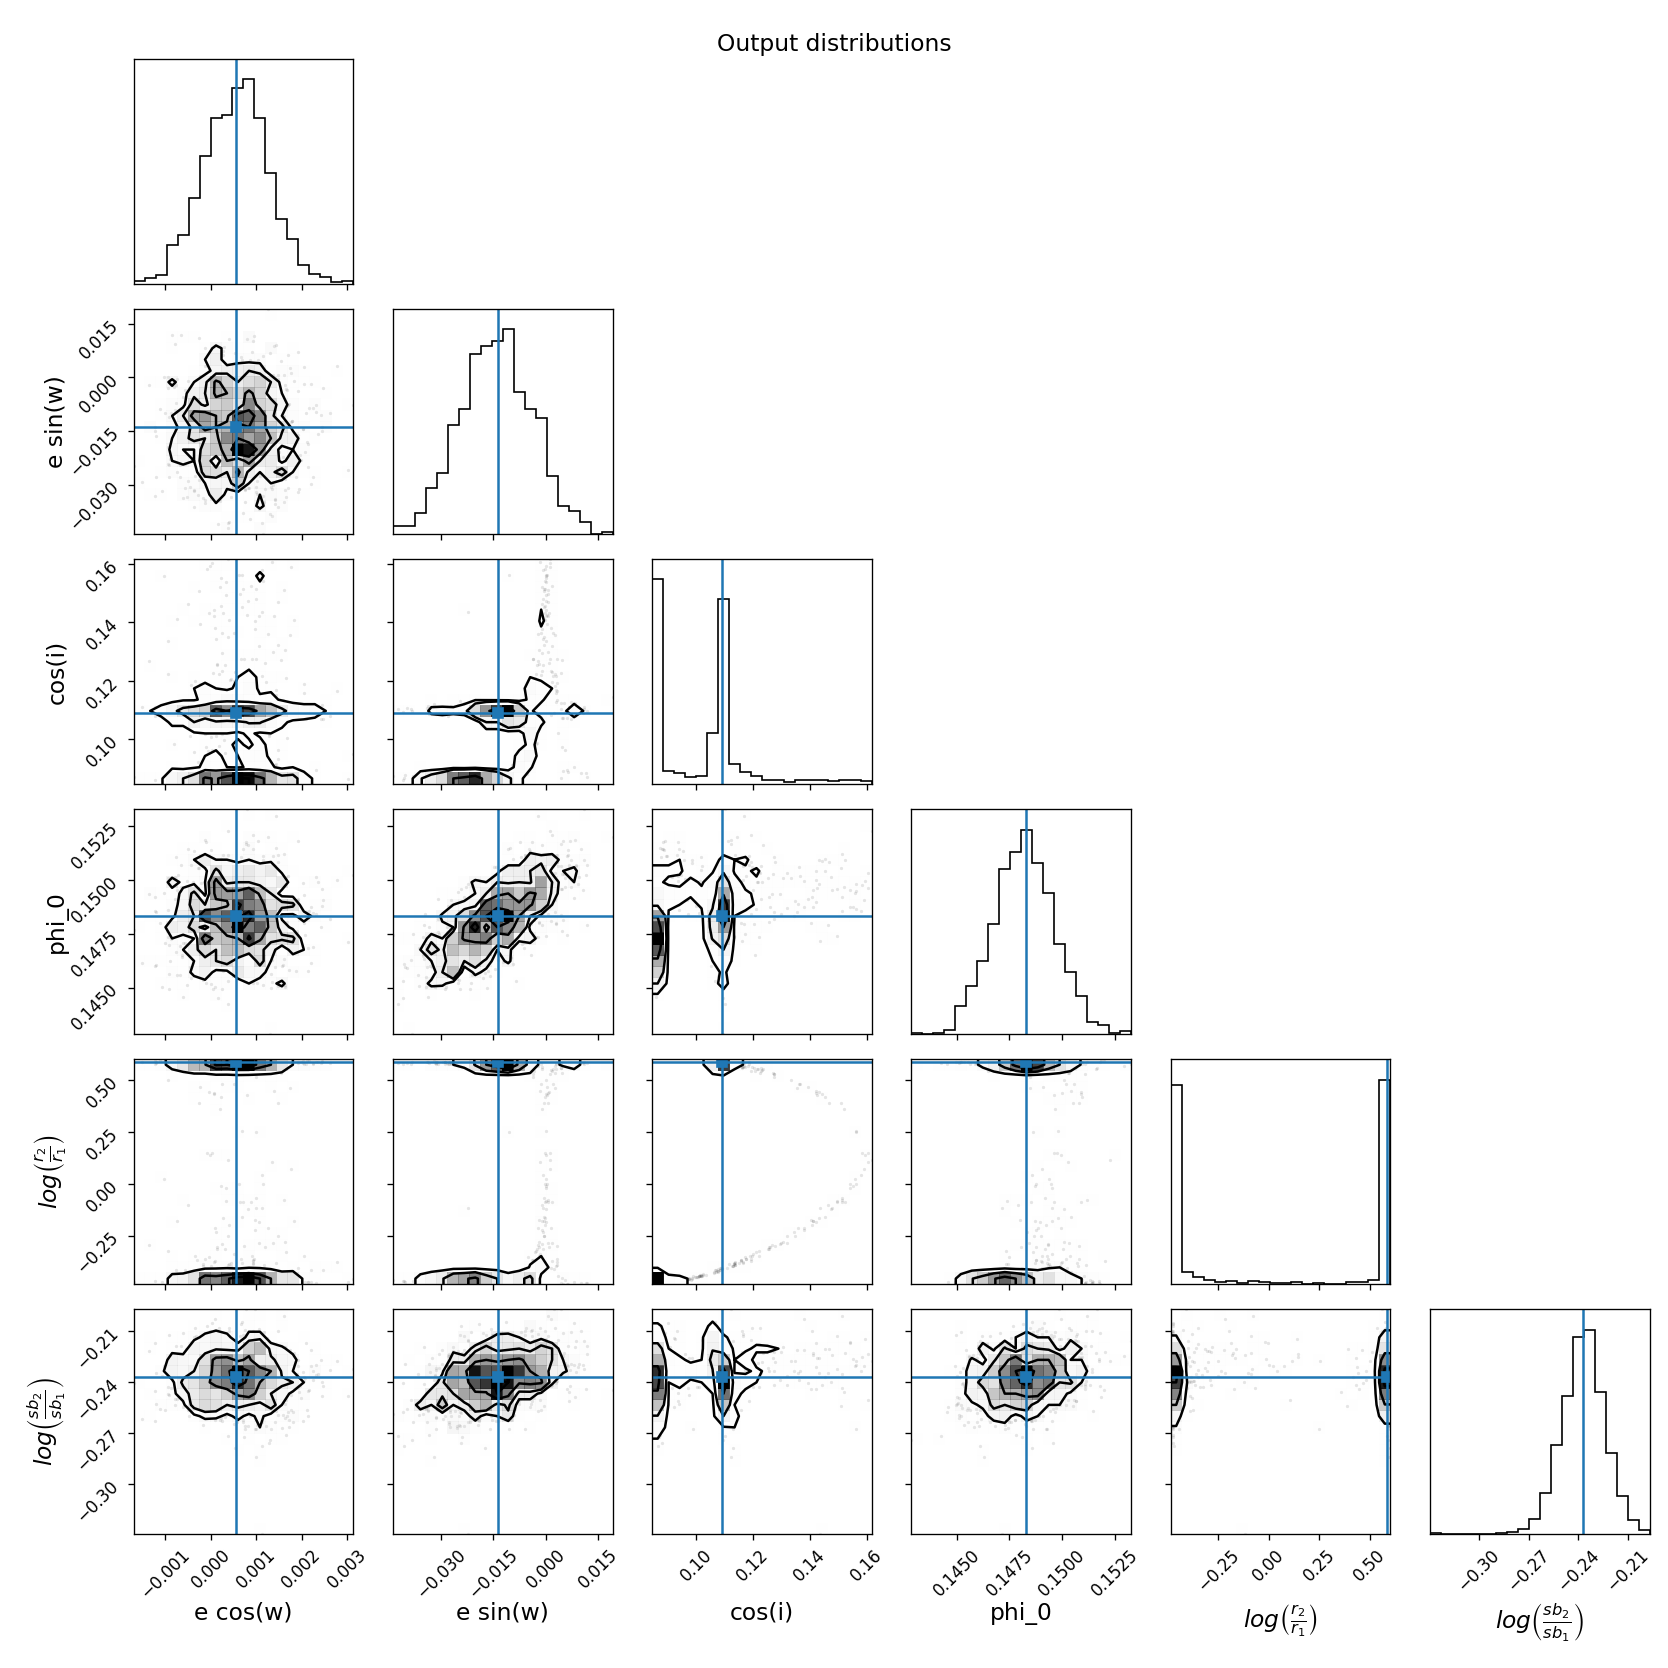 Output distributions
e sin(w)
0.015
0.000
−0.015
−0.030
cos(i)
0.16
0.14
0.12
0.10
phi_0
0.1525
0.1500
0.1475
0.1450
log(r2/r1)
0.50
0.25
0.00
−0.25
log(sb2/sb1)
−0.21
−0.24
−0.27
−0.30
−0.001 0.000 0.001 0.002 0.003
e cos(w)
−0.030 −0.015 0.000 0.015
e sin(w)
0.10 0.12 0.14 0.16
cos(i)
0.1450 0.1475 0.1500 0.1525
phi_0
−0.25 0.00 0.25 0.50
log(r2/r1)
−0.30 −0.27 −0.24 −0.21
log(sb2/sb1)